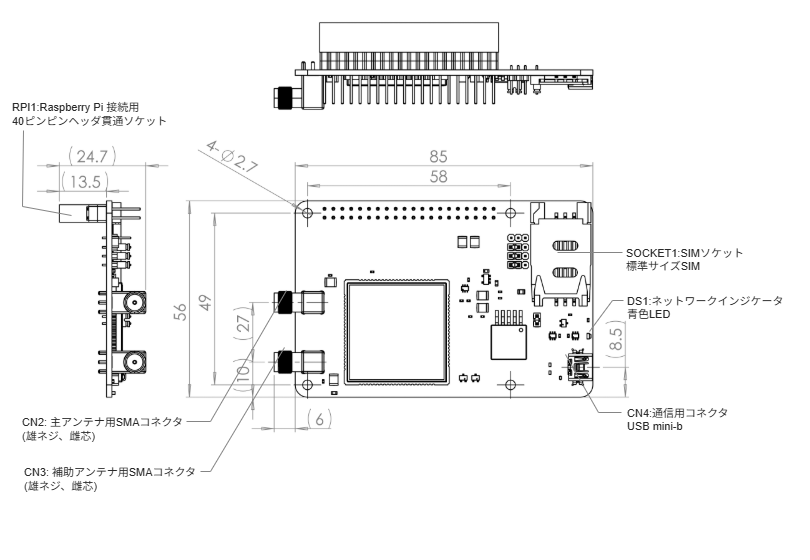 RPI1:Raspberry Pi 接続用
40ピンピンヘッダ貫通ソケット
(24.7)
(13.5)
4-∅2.7
85
58
56
49
(27)
(10)
(6)
(8.5)
SOCKET1:SIMソケット
標準サイズSIM
DS1:ネットワークインジケータ
青色LED
CN4:通信用コネクタ
USB mini-b
CN2: 主アンテナ用SMAコネクタ
(雄ネジ、雌芯)
CN3: 補助アンテナ用SMAコネクタ
(雄ネジ、雌芯)